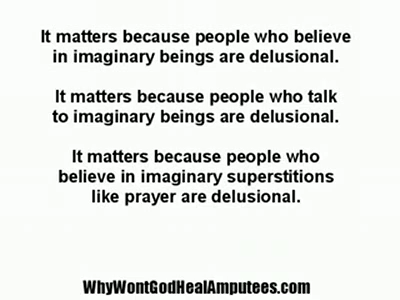 It matters because people who believe
in imaginary beings are delusional.
It matters because people who talk
to imaginary beings are delusional.
It matters because people who
believe in imaginary superstitions
like prayer are delusional.
WhyWontGodHealAmputees.com